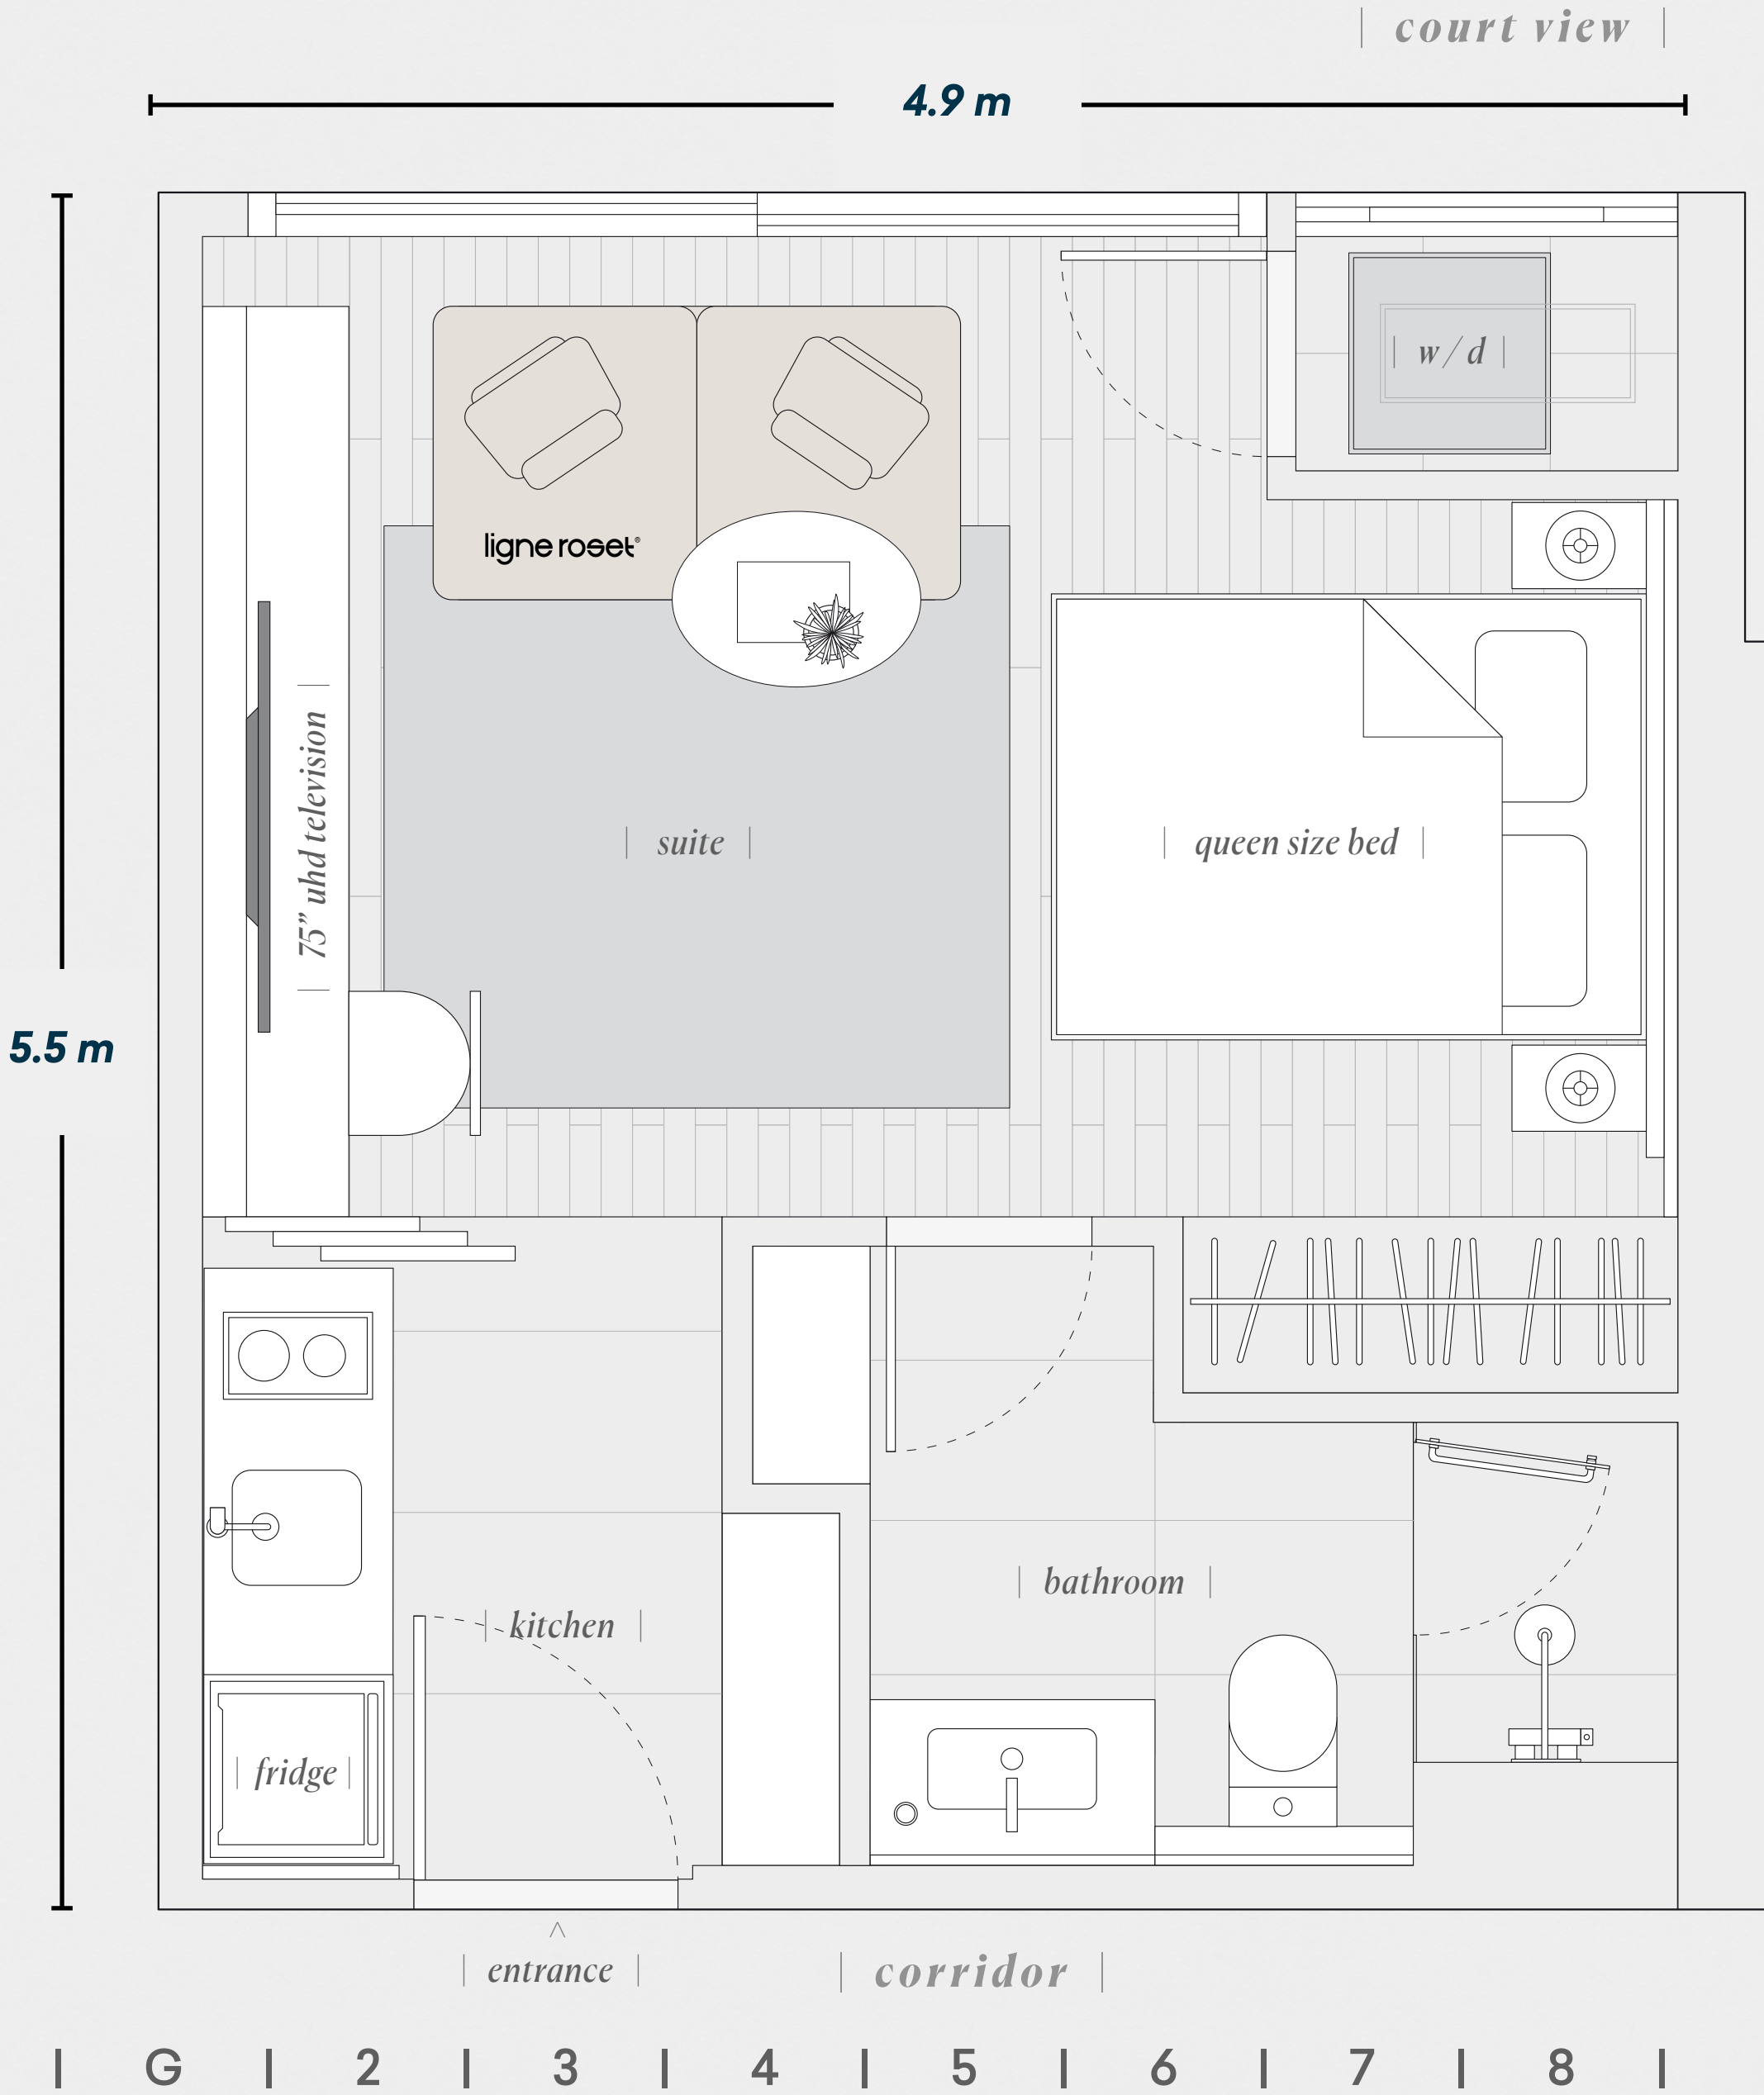 court view
4.9 m
w/d
ligne roset®
75” uhd television
suite
queen size bed
5.5 m
kitchen
bathroom
fridge
entrance
corridor
| G | 2 | 3 | 4 | 5 | 6 | 7 | 8 |